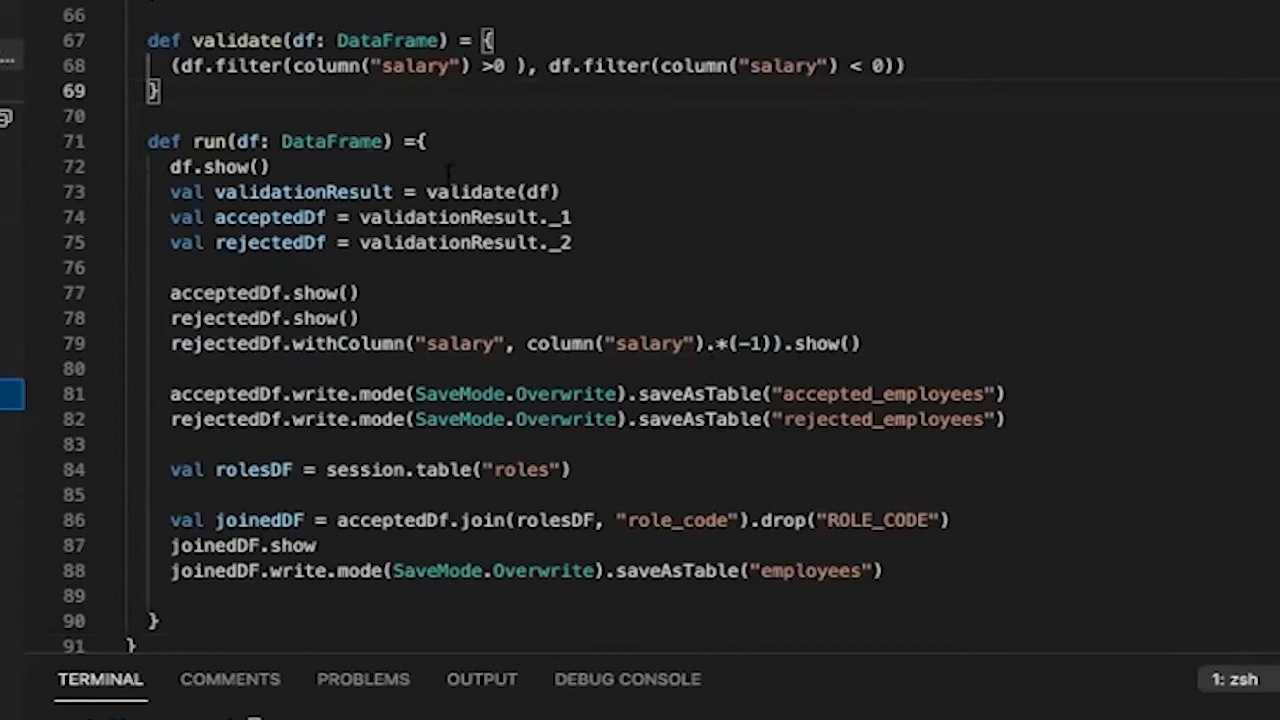 66
67 def validate(df: DataFrame) = {
68 (df.filter(column("salary") >0 ), df.filter(column("salary") < 0))
69 }
70
71 def run(df: DataFrame) ={
72 df.show()
73 val validationResult = validate(df)
74 val acceptedDf = validationResult._1
75 val rejectedDf = validationResult._2
76
77 acceptedDf.show()
78 rejectedDf.show()
79 rejectedDf.withColumn("salary", column("salary").*(-1)).show()
80
81 acceptedDf.write.mode(SaveMode.Overwrite).saveAsTable("accepted_employees")
82 rejectedDf.write.mode(SaveMode.Overwrite).saveAsTable("rejected_employees")
83
84 val rolesDF = session.table("roles")
85
86 val joinedDF = acceptedDf.join(rolesDF, "role_code").drop("ROLE_CODE")
87 joinedDF.show
88 joinedDF.write.mode(SaveMode.Overwrite).saveAsTable("employees")
89
90 }
91 }
TERMINAL COMMENTS PROBLEMS OUTPUT DEBUG CONSOLE 1: zsh